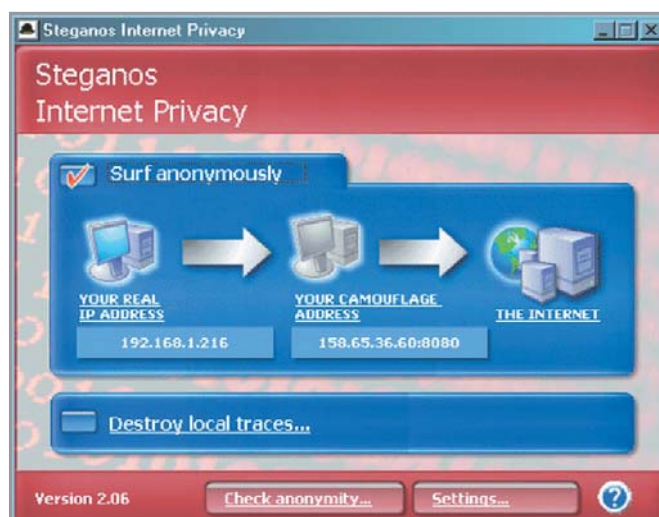 Steganos Internet Privacy
Steganos
Internet Privacy
Surf anonymously
YOUR REAL
IP ADDRESS
192.168.1.216
YOUR CAMOUFLAGE
ADDRESS
158.65.36.60:8080
THE INTERNET
Destroy local traces...
Version 2.06
Check anonymity...
Settings...
?